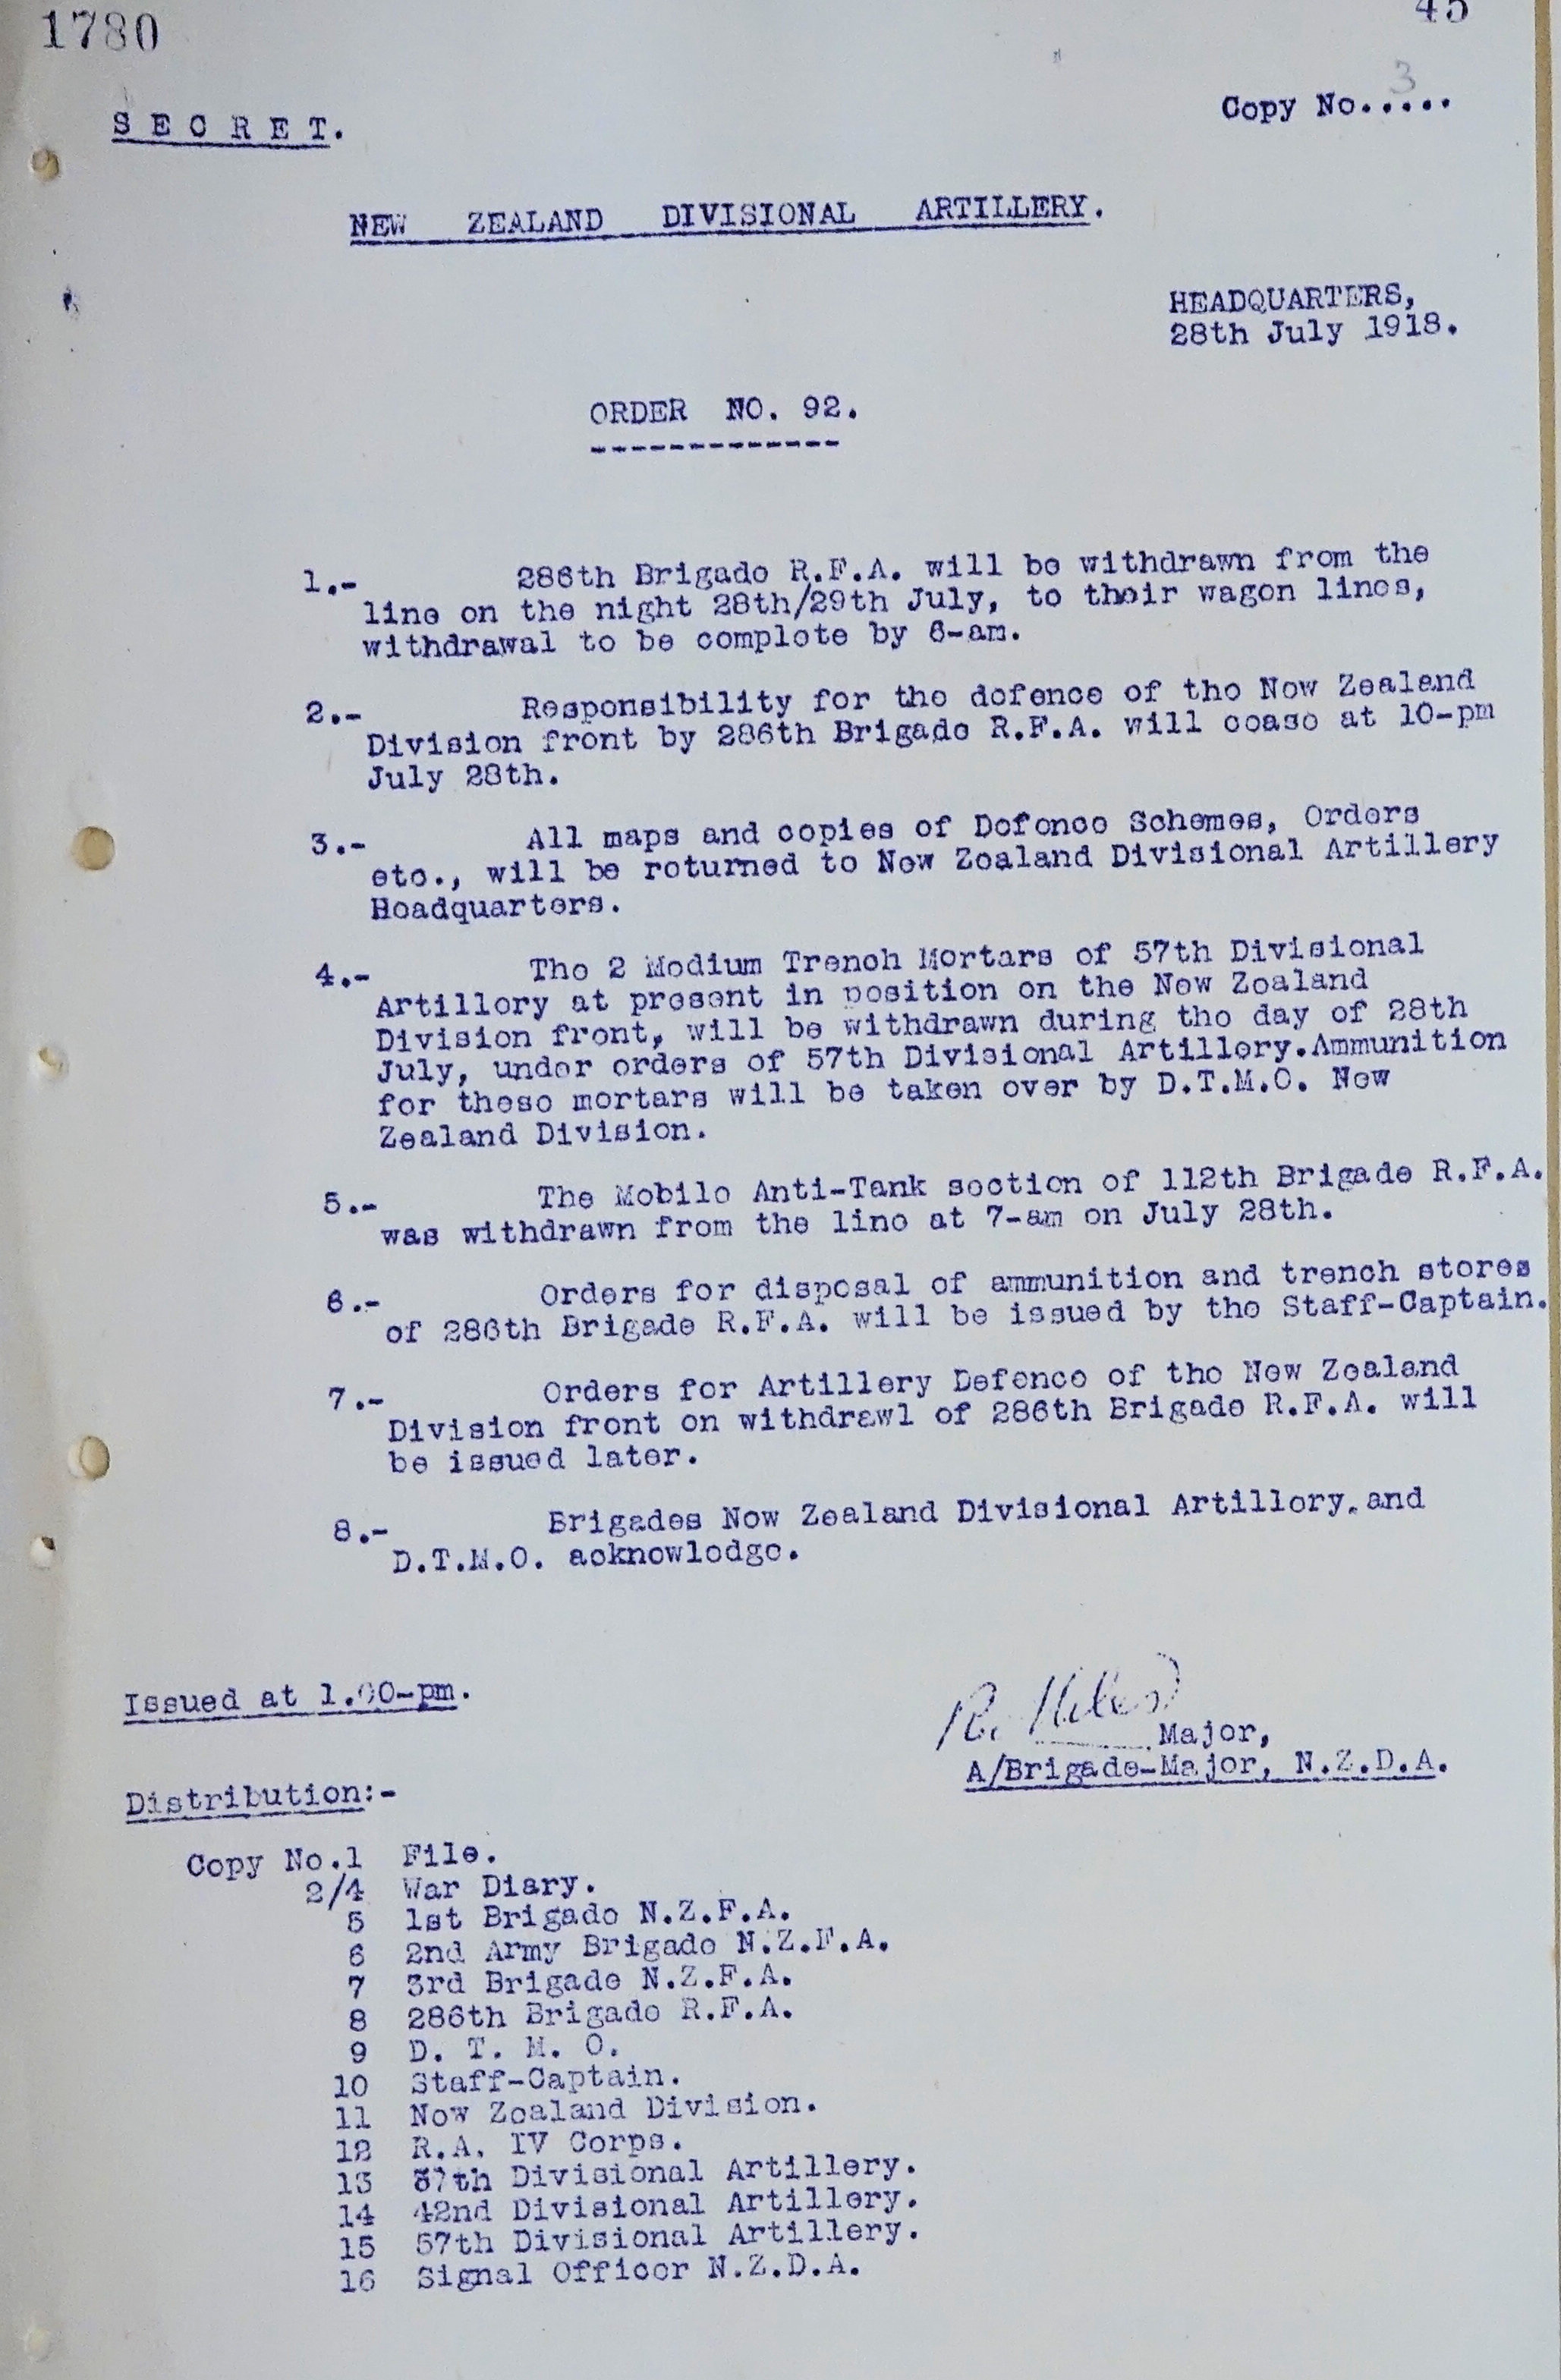 1780
45
Copy No.....3
S E C R E T.
NEW ZEALAND DIVISIONAL ARTILLERY.
HEADQUARTERS,
28th July 1918.
ORDER NO. 92.
-------------
1.- 286th Brigade R.F.A. will be withdrawn from the
line on the night 28th/29th July, to their wagon lines,
withdrawal to be complete by 6-am.
2.- Responsibility for the defence of the New Zealand
Division front by 286th Brigade R.F.A. will cease at 10-pm
July 28th.
3.- All maps and copies of Defence Schemes, Orders
etc., will be returned to New Zealand Divisional Artillery
Headquarters.
4.- The 2 Medium Trench Mortars of 57th Divisional
Artillery at present in position on the New Zealand
Division front, will be withdrawn during the day of 28th
July, under orders of 57th Divisional Artillery.Ammunition
for these mortars will be taken over by D.T.M.O. New
Zealand Division.
5.- The Mobile Anti-Tank section of 112th Brigade R.F.A.
was withdrawn from the line at 7-am on July 28th.
6.- Orders for disposal of ammunition and trench stores
of 286th Brigade R.F.A. will be issued by the Staff-Captain.
7.- Orders for Artillery Defence of the New Zealand
Division front on withdrawl of 286th Brigade R.F.A. will
be issued later.
8.- Brigades New Zealand Divisional Artillery. and
D.T.M.O. acknowledge.
Issued at 1.00-pm.
R. Miles
Major,
A/Brigade-Major, N.Z.D.A.
Distribution:-
Copy No.1 File.
2/4 War Diary.
5 1st Brigade N.Z.F.A.
6 2nd Army Brigade N.Z.F.A.
7 3rd Brigade N.Z.F.A.
8 286th Brigade R.F.A.
9 D. T. M. O.
10 Staff-Captain.
11 New Zealand Division.
12 R.A. IV Corps.
13 37th Divisional Artillery.
14 42nd Divisional Artillery.
15 57th Divisional Artillery.
16 Signal Officer N.Z.D.A.